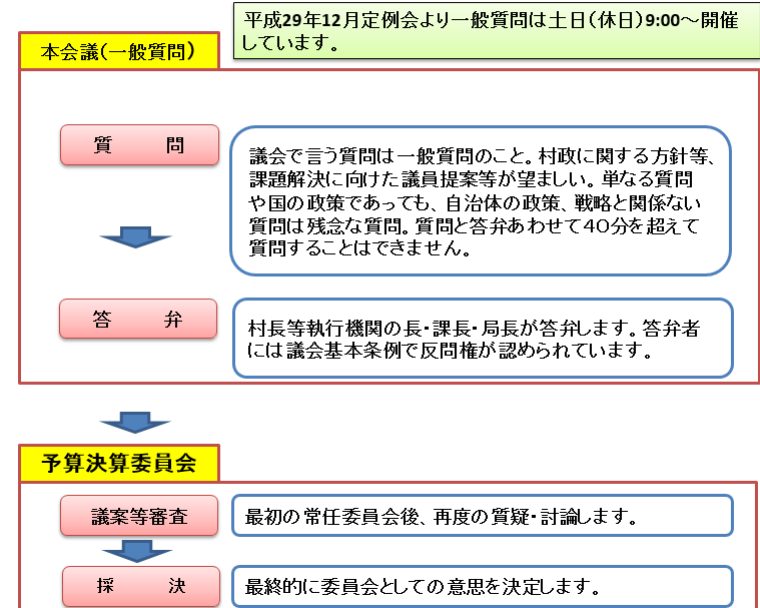 平成29年12月定例会より一般質問は土日(休日)9:00～開催
しています。
本会議(一般質問)
質　問
議会で言う質問は一般質問のこと。村政に関する方針等、
課題解決に向けた議員提案等が望ましい。単なる質問
や国の政策であっても、自治体の政策、戦略と関係ない
質問は残念な質問。質問と答弁あわせて40分を超えて
質問することはできません。
答　弁
村長等執行機関の長・課長・局長が答弁します。答弁者
には議会基本条例で反問権が認められています。
予算決算委員会
議案等審査
最初の常任委員会後、再度の質疑・討論します。
採　決
最終的に委員会としての意思を決定します。